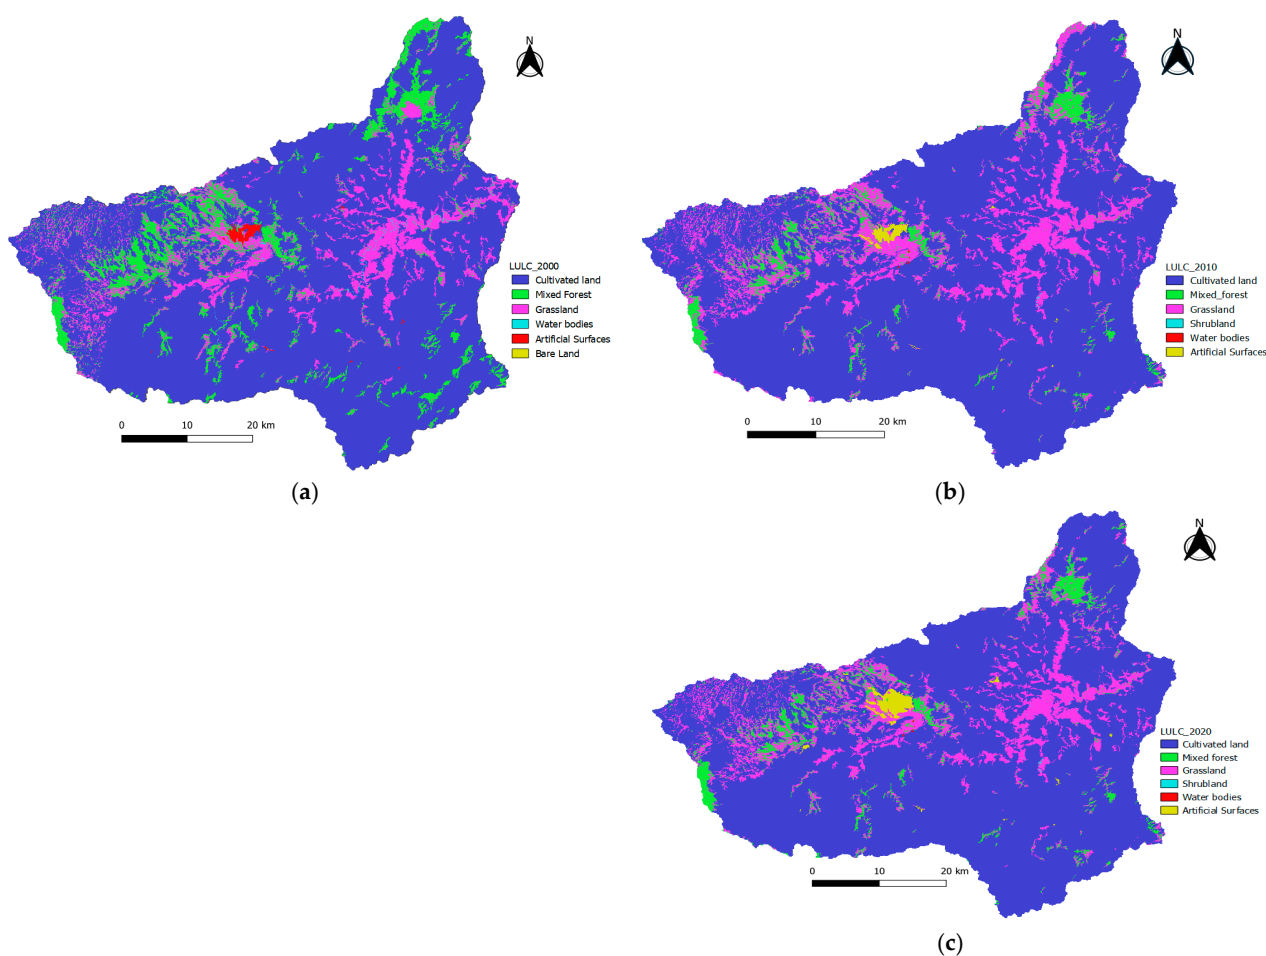 N
LULC_2000
Cultivated land
Mixed Forest
Grassland
Water bodies
Artificial Surfaces
Bare Land
0 10 20 km
(a)
N
LULC_2010
Cultivated land
Mixed_forest
Grassland
Shrubland
Water bodies
Artificial Surfaces
0 10 20 km
(b)
N
LULC_2020
Cultivated land
Mixed forest
Grassland
Shrubland
Water bodies
Artificial Surfaces
0 10 20 km
(c)